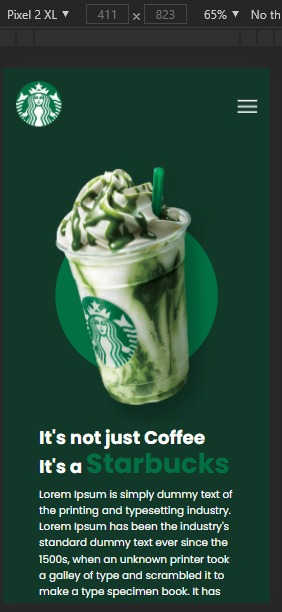 Pixel 2 XL ▼ 411 × 823 65% ▼ No th
It's not just Coffee
It's a Starbucks
Lorem Ipsum is simply dummy text of
the printing and typesetting industry.
Lorem Ipsum has been the industry's
standard dummy text ever since the
1500s, when an unknown printer took
a galley of type and scrambled it to
make a type specimen book. It has